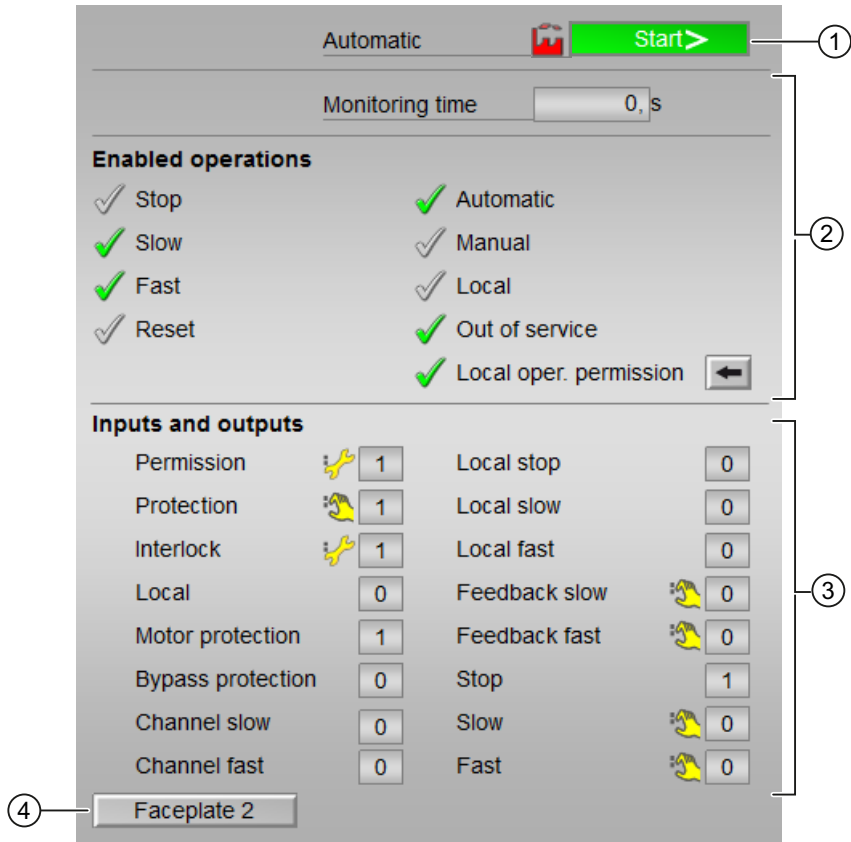 Automatic Start> 1
Monitoring time 0, s
Enabled operations
Stop Automatic
Slow Manual 2
Fast Local
Reset Out of service
Local oper. permission
Inputs and outputs
Permission 1 Local stop 0
Protection 1 Local slow 0
Interlock 1 Local fast 0
Local 0 Feedback slow 0 3
Motor protection 1 Feedback fast 0
Bypass protection 0 Stop 1
Channel slow 0 Slow 0
Channel fast 0 Fast 0
4 Faceplate 2